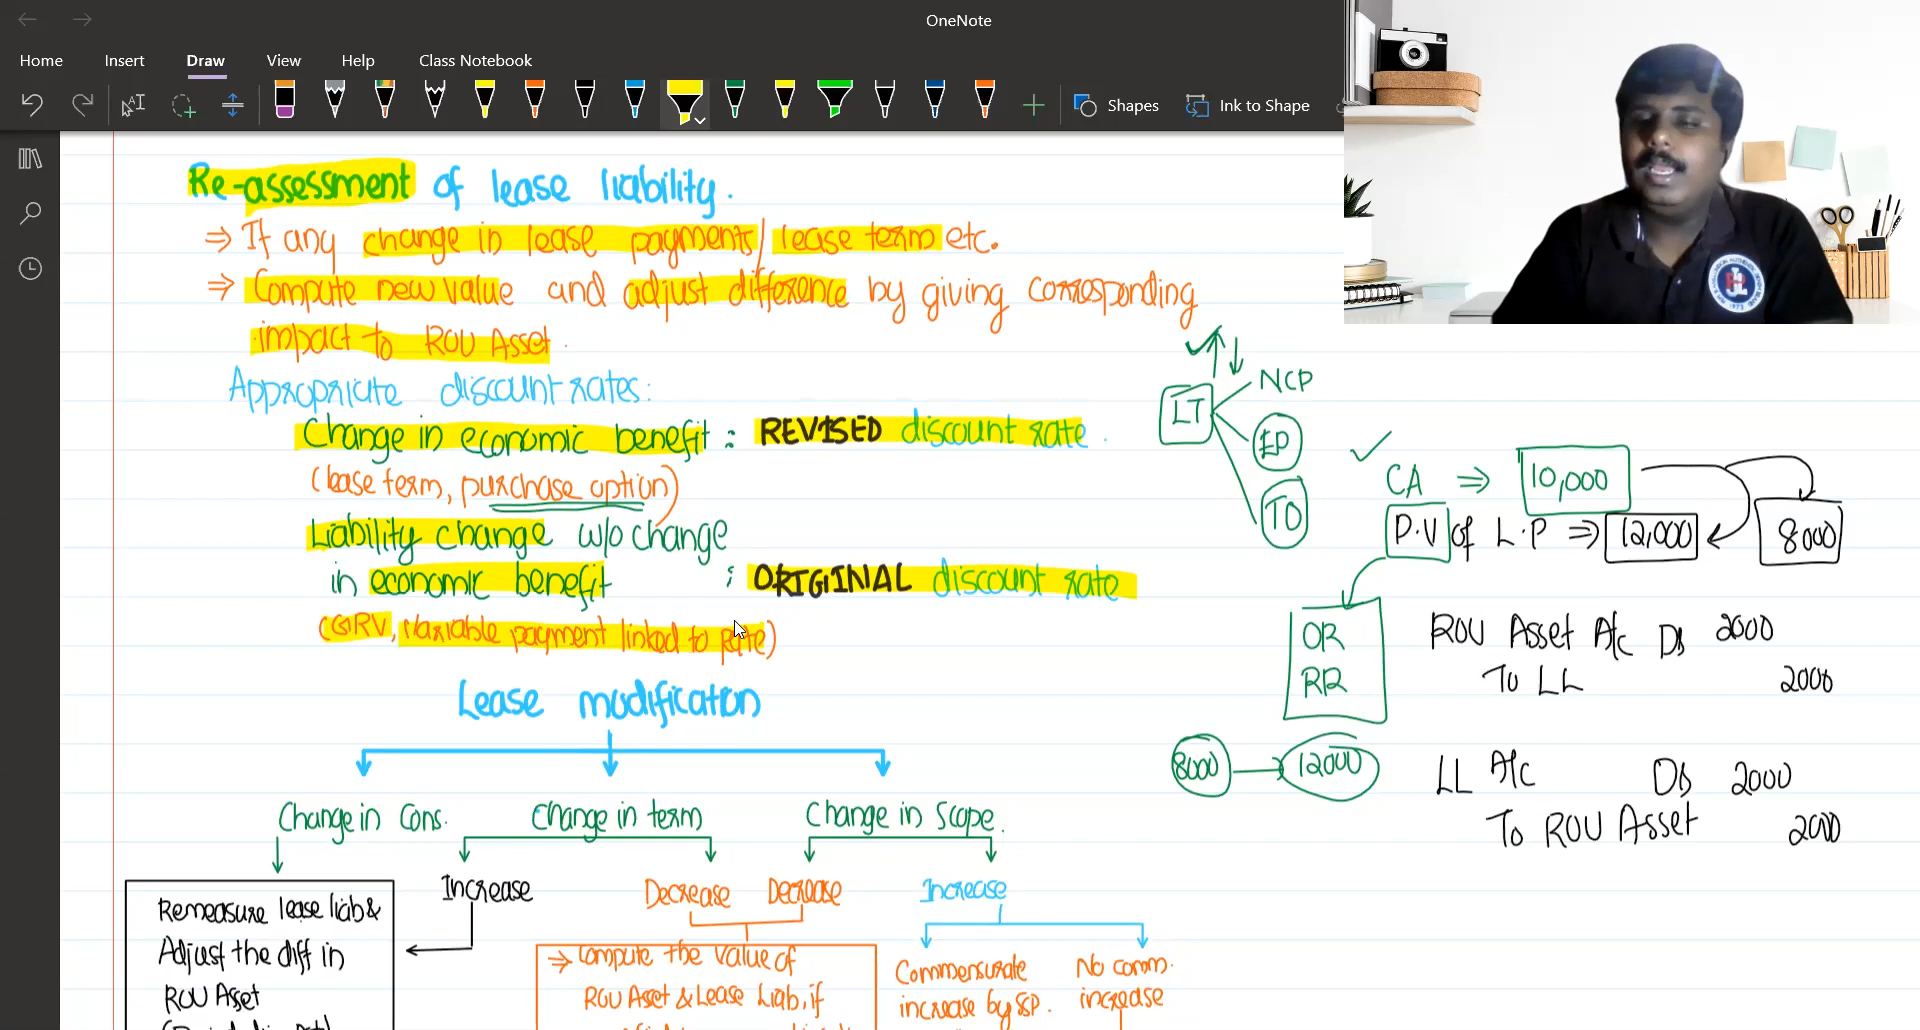 OneNote
Home Insert Draw View Help Class Notebook
Shapes Ink to Shape
Re-assessment of lease liability.
⇒ If any change in lease payments/ lease term etc.
⇒ Compute new value and adjust difference by giving corresponding
impact to ROU Asset.
Appropriate discount rates:
Change in economic benefit : REVISED discount rate.
(lease term, purchase option)
Liability change w/o change
in economic benefit : ORIGINAL discount rate
(GRV, Variable payment linked to rate)
Lease modification
Change in Cons. Change in term Change in Scope.
Increase Decrease Decrease Increase
Remeasure lease liab &
Adjust the diff in
ROU Asset
⇒ Compute the value of
ROU Asset & Lease Liab, if
Commensurate
increase by SSP.
No comm.
increase
LT NCP
EP
TO
CA ⇒ 10,000
P.V of L.P ⇒ 12,000 8000
OR
RR
ROU Asset A/c Dr 2000
To LL 2000
8000 12000
LL A/c Dr 2000
To ROU Asset 2000